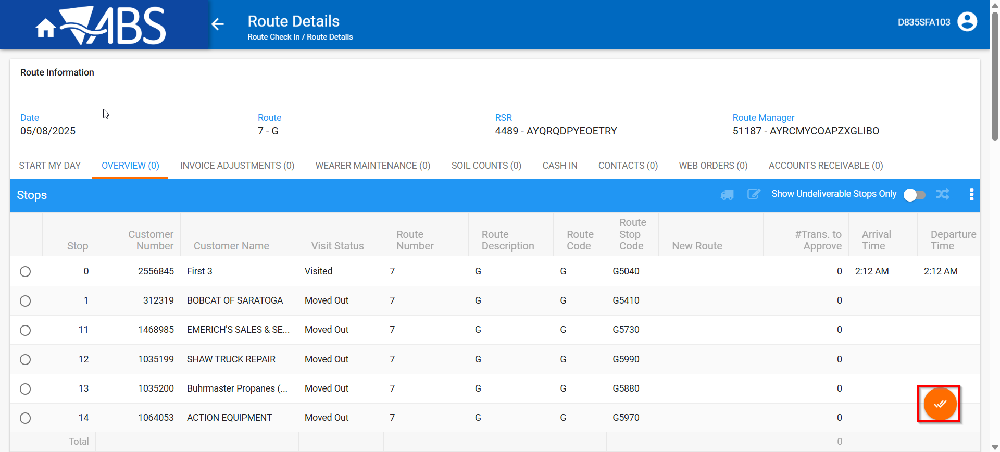 ABS
Route Details
Route Check In / Route Details
D835SFA103
Route Information
Date
05/08/2025
Route
7 - G
RSR
4489 - AYQRQDPYEOETRY
Route Manager
51187 - AYRCMYCOAPZXGLIBO
START MY DAY OVERVIEW (0) INVOICE ADJUSTMENTS (0) WEARER MAINTENANCE (0) SOIL COUNTS (0) CASH IN CONTACTS (0) WEB ORDERS (0) ACCOUNTS RECEIVABLE (0)
Stops Show Undeliverable Stops Only
Stop Customer Number Customer Name Visit Status Route Number Route Description Route Code Route Stop Code New Route #Trans. to Approve Arrival Time Departure Time
0 2556845 First 3 Visited 7 G G G5040 0 2:12 AM 2:12 AM
1 312319 BOBCAT OF SARATOGA Moved Out 7 G G G5410 0
11 1468985 EMERICH'S SALES & SE... Moved Out 7 G G G5730 0
12 1035199 SHAW TRUCK REPAIR Moved Out 7 G G G5990 0
13 1035200 Buhrmaster Propanes (... Moved Out 7 G G G5880 0
14 1064053 ACTION EQUIPMENT Moved Out 7 G G G5970 0
Total 0